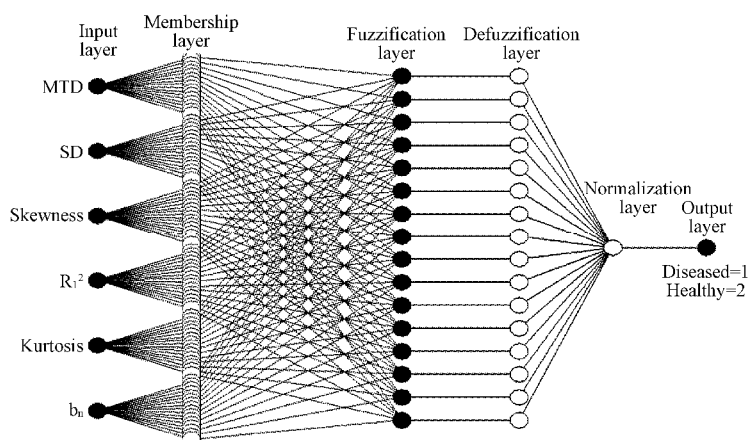 Input
layer
Membership
layer
Fuzzification
layer
Defuzzification
layer
MTD
SD
Skewness
R₁²
Kurtosis
bₙ
Normalization
layer
Output
layer
Diseased=1
Healthy=2